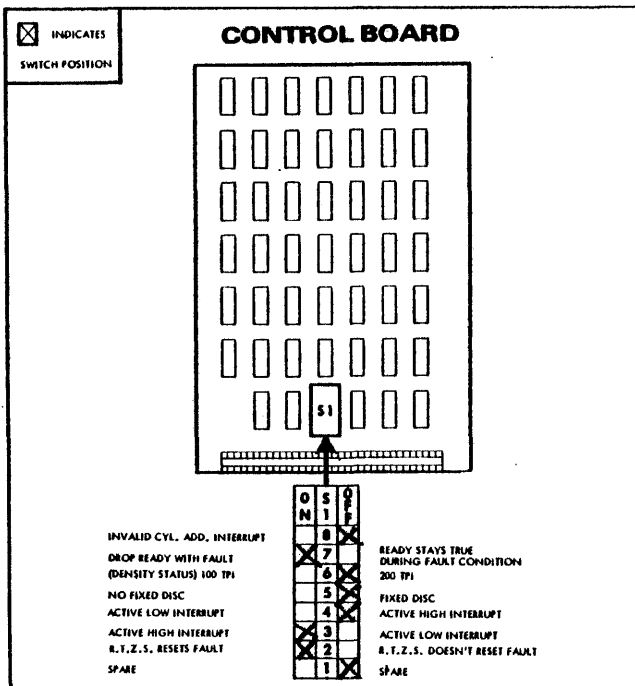 INDICATES
SWITCH POSITION
CONTROL BOARD
S1
ON S1 OFF
INVALID CYL. ADD. INTERRUPT 8
DROP READY WITH FAULT 7 READY STAYS TRUE
DURING FAULT CONDITION
(DENSITY STATUS) 100 TPI 6 200 TPI
NO FIXED DISC 5 FIXED DISC
ACTIVE LOW INTERRUPT 4 ACTIVE HIGH INTERRUPT
ACTIVE HIGH INTERRUPT 3 ACTIVE LOW INTERRUPT
R.T.Z.S. RESETS FAULT 2 R.T.Z.S. DOESN'T RESET FAULT
SPARE 1 SPARE